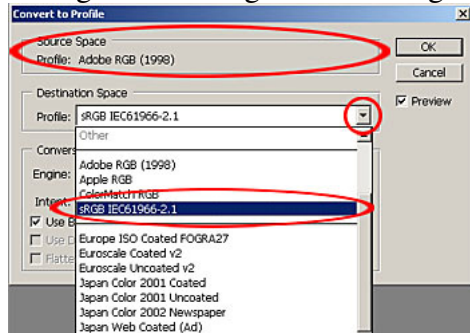 Convert to Profile
Source Space
Profile: Adobe RGB (1998)
OK
Cancel
Preview
Destination Space
Profile: sRGB IEC61966-2.1
Other
Adobe RGB (1998)
Apple RGB
ColorMatch RGB
sRGB IEC61966-2.1
Engine:
Intent:
Use
Europe ISO Coated FOGRA27
Euroscale Coated v2
Euroscale Uncoated v2
Japan Color 2001 Coated
Japan Color 2001 Uncoated
Japan Color 2002 Newspaper
Japan Web Coated (Ad)